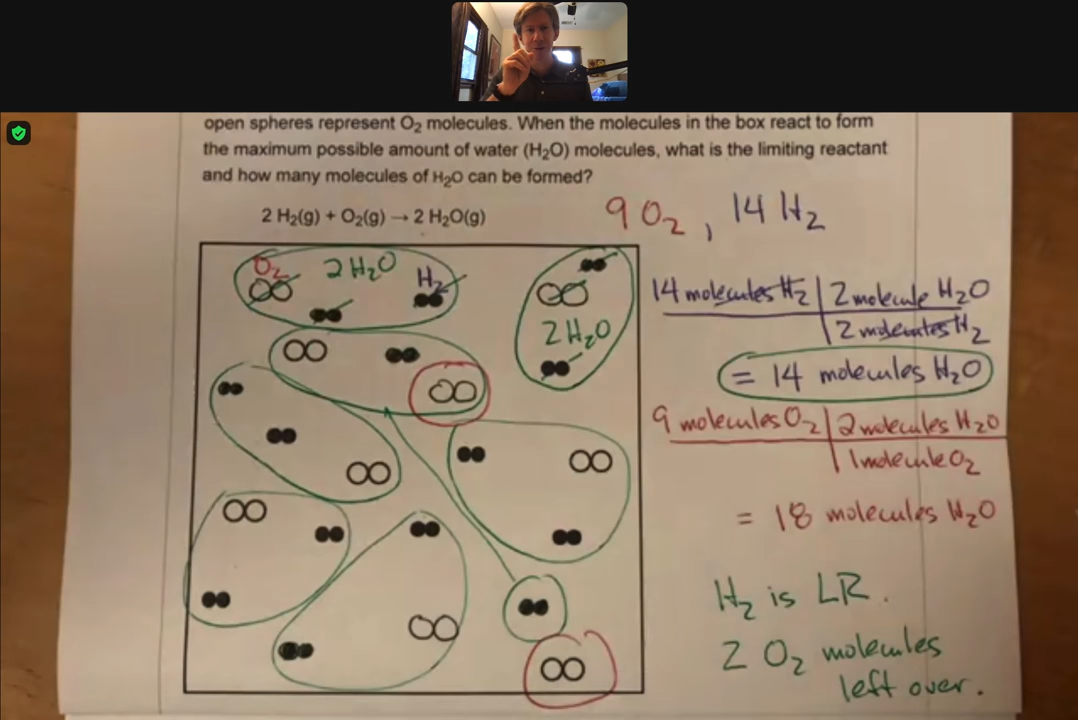 open spheres represent O₂ molecules. When the molecules in the box react to form
the maximum possible amount of water (H₂O) molecules, what is the limiting reactant
and how many molecules of H₂O can be formed?
2 H₂(g) + O₂(g) → 2 H₂O(g)
9 O₂ , 14 H₂
O₂
2 H₂O
H₂
2 H₂O
14 molecules H₂ | 2 molecule H₂O
2 molecules H₂
= 14 molecules H₂O
9 molecules O₂ | 2 molecules H₂O
1 molecule O₂
= 18 molecules H₂O
H₂ is LR.
2 O₂ molecules
left over.